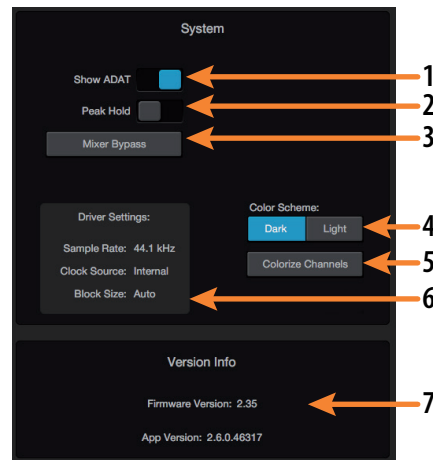 System
Show ADAT
1
Peak Hold
2
Mixer Bypass
3
Driver Settings:
Sample Rate: 44.1 kHz
Clock Source: Internal
Block Size: Auto
Color Scheme:
Dark Light
4
Colorize Channels
5
6
Version Info
Firmware Version: 2.35
7
App Version: 2.6.0.46317